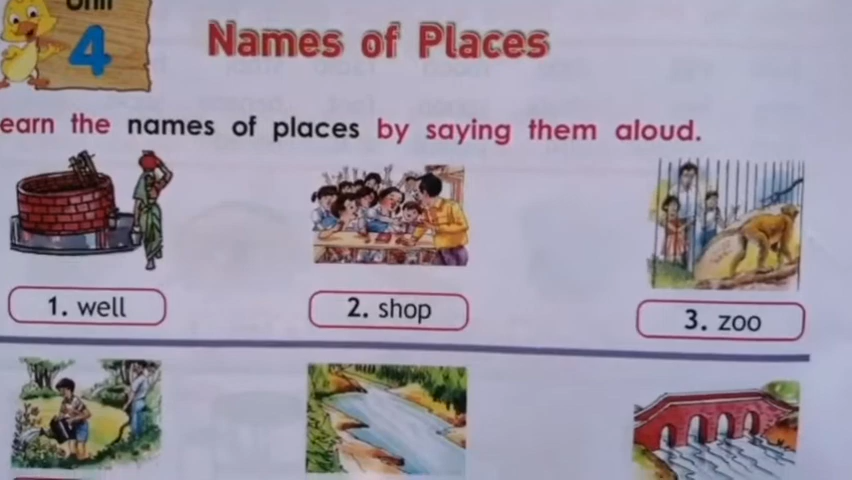 Unit
4
Names of Places
earn the names of places by saying them aloud.
1. well
2. shop
3. zoo